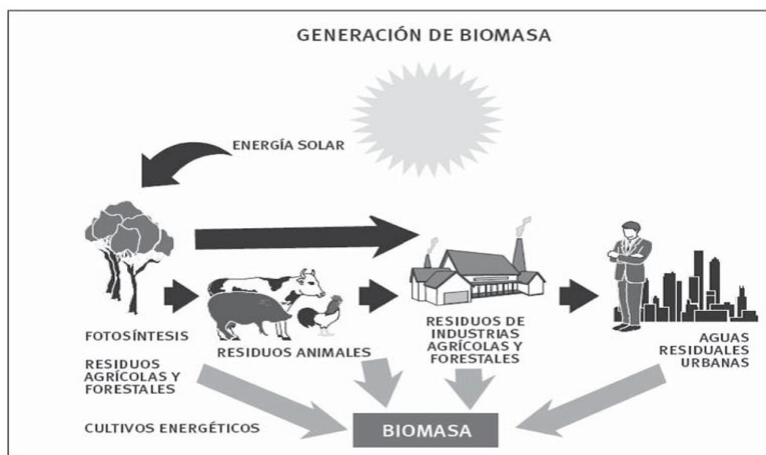 GENERACIÓN DE BIOMASA
ENERGÍA SOLAR
FOTOSÍNTESIS
RESIDUOS
AGRÍCOLAS Y
FORESTALES
CULTIVOS ENERGÉTICOS
RESIDUOS ANIMALES
RESIDUOS DE
INDUSTRIAS
AGRÍCOLAS Y
FORESTALES
AGUAS
RESIDUALES
URBANAS
BIOMASA